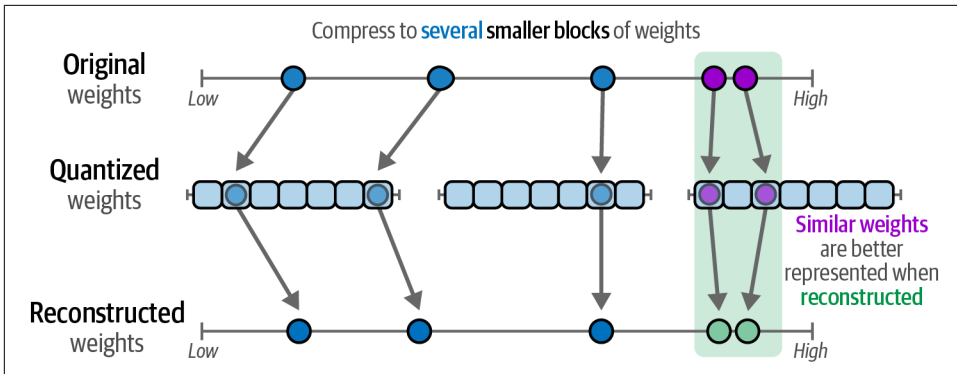 Compress to several smaller blocks of weights
Original
weights
Low
High
Quantized
weights
Similar weights
are better
represented when
reconstructed
Reconstructed
weights
Low
High